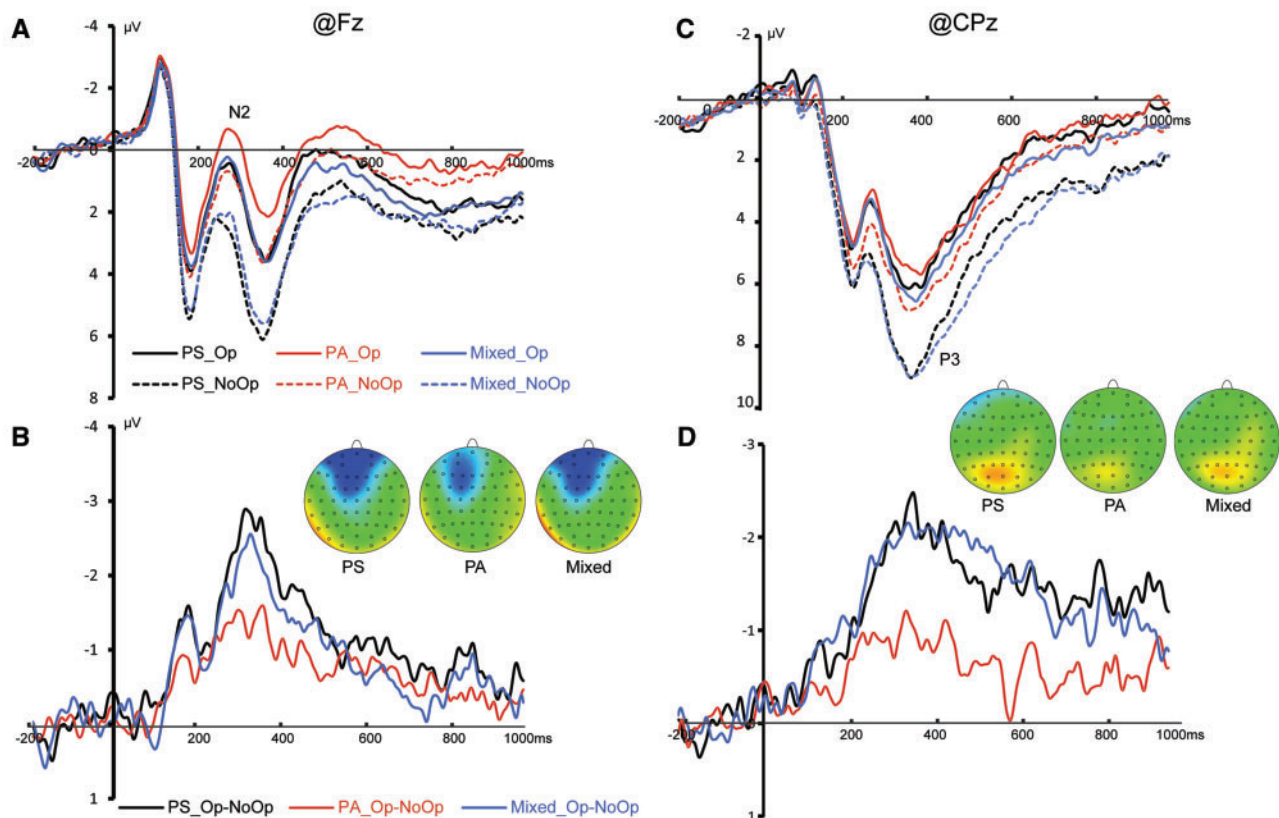 A
@Fz
-4
µV
-2
N2
-200
0
200
400
600
800
1000ms
2
4
6
8
PS_Op
PA_Op
Mixed_Op
PS_NoOp
PA_NoOp
Mixed_NoOp
C
@CPz
-2
µV
-200
0
200
400
600
800
1000ms
2
4
6
8
10
P3
B
-4
µV
-3
-2
-1
1
-200
0
200
400
600
800
1000ms
PS
PA
Mixed
PS_Op-NoOp
PA_Op-NoOp
Mixed_Op-NoOp
D
-3
-2
-1
1
-200
0
200
400
600
800
1000ms
PS
PA
Mixed